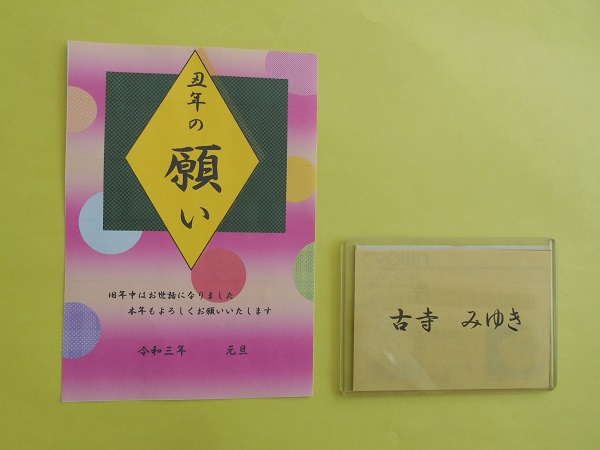 丑年の
願い
旧年中はお世話になりました
本年もよろしくお願いいたします
令和三年 元旦
古寺 みゆき